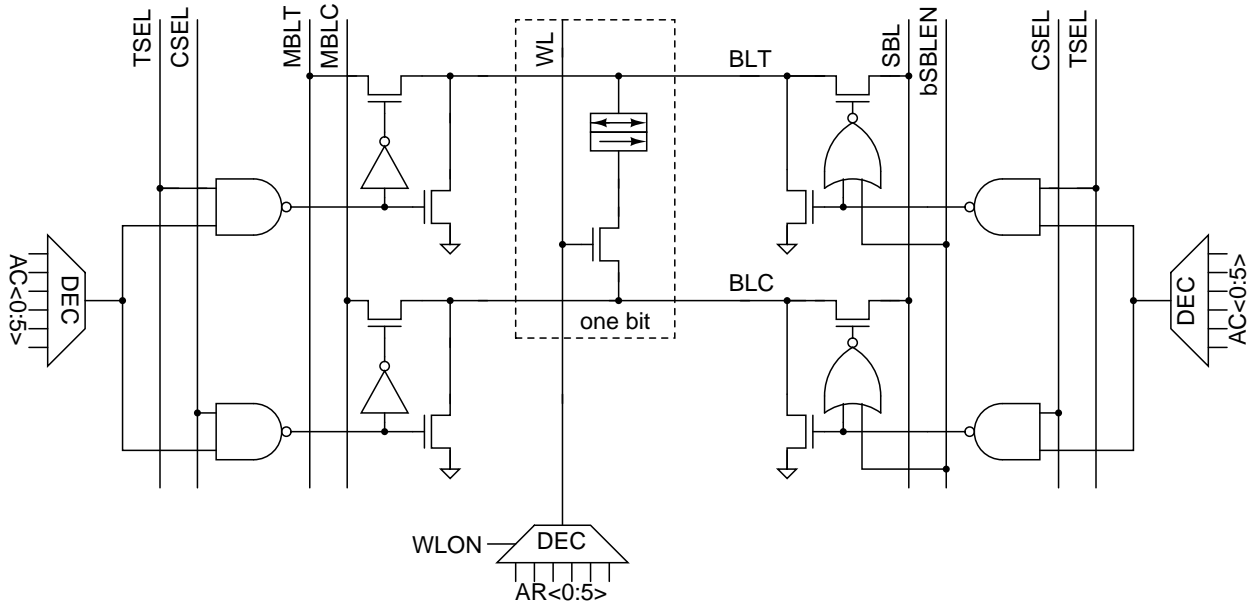 TSEL
CSEL
MBLT
MBLC
WL
BLT
SBL
bSBLEN
CSEL
TSEL
AC<0:5>
DEC
BLC
one bit
DEC
AC<0:5>
WLON
DEC
AR<0:5>